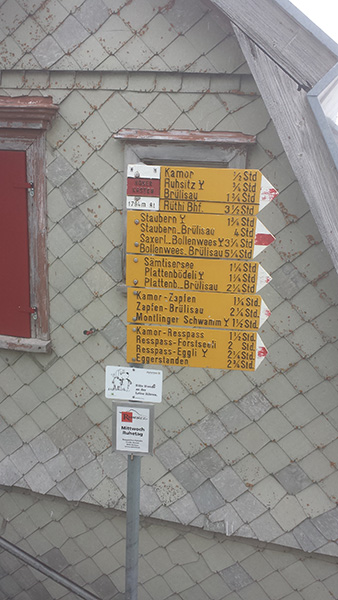 HOHER
KASTEN
1794m AI
Kamor ½ Std
Ruhsitz ¾ Std
Brülisau 1¾ Std
Rüthi Bhf. 3½ Std
Staubern 1¾ Std
Staubern. Brülisau 4 Std
Saxerl. Bollenwees 3¼ Std
Bollenwees. Brülisau 5¼ Std
Sämtisersee 1¼ Std
Plattenbödeli 1½ Std
Plattenb. Brülisau 2¼ Std
Kamor-Zapfen 1¼ Std
Zapfen-Brülisau 2¼ Std
Montlinger Schwamm 1½ Std
Kamor-Resspass 1½ Std
Resspass-Forstseeli 2 Std
Resspass-Eggli 2¼ Std
Eggerstanden 2¾ Std
Mittwoch
Ruhetag